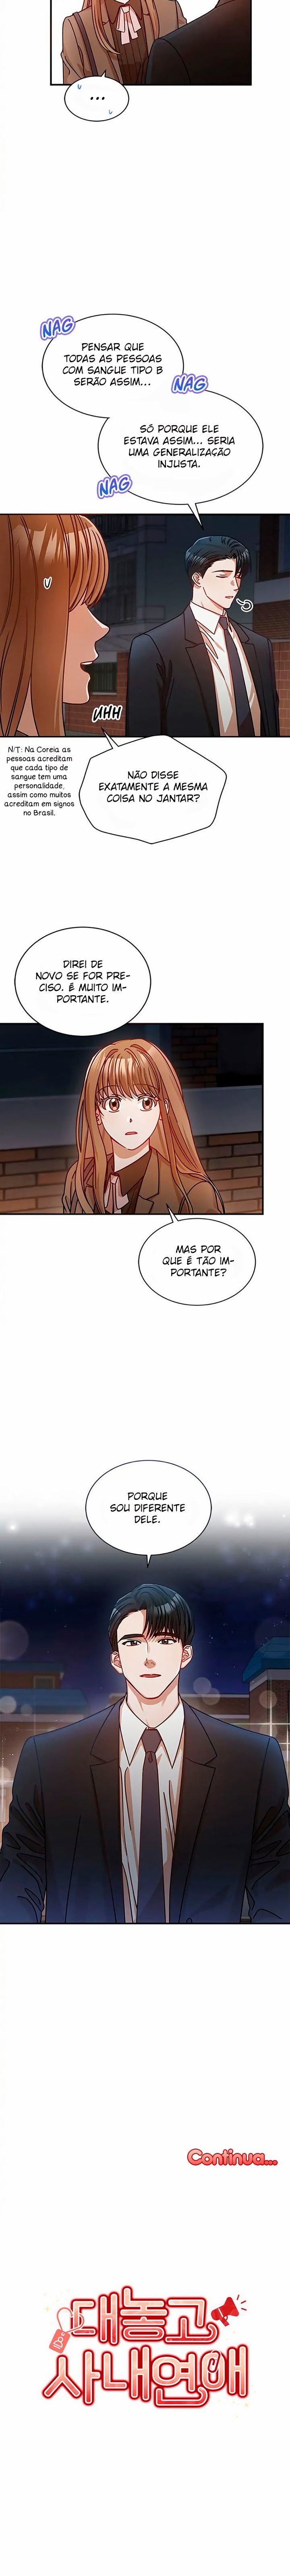 ...
NAG
PENSAR QUE
TODAS AS PESSOAS
COM SANGUE TIPO B
SERÃO ASSIM...
NAG
SÓ PORQUE ELE
ESTAVA ASSIM... SERIA
UMA GENERALIZAÇÃO
INJUSTA.
NAG
UHH
N/T: Na Coreia as
pessoas acreditam
que cada tipo de
sangue tem uma
personalidade,
assim como muitos
acreditam em signos
no Brasil.
NÃO DISSE
EXATAMENTE A MESMA
COISA NO JANTAR?
DIREI DE
NOVO SE FOR PRE-
CISO. É MUITO IM-
PORTANTE.
MAS POR
QUE É TÃO IM-
PORTANTE?
PORQUE
SOU DIFERENTE
DELE.
Continua...
대놓고
사내연애